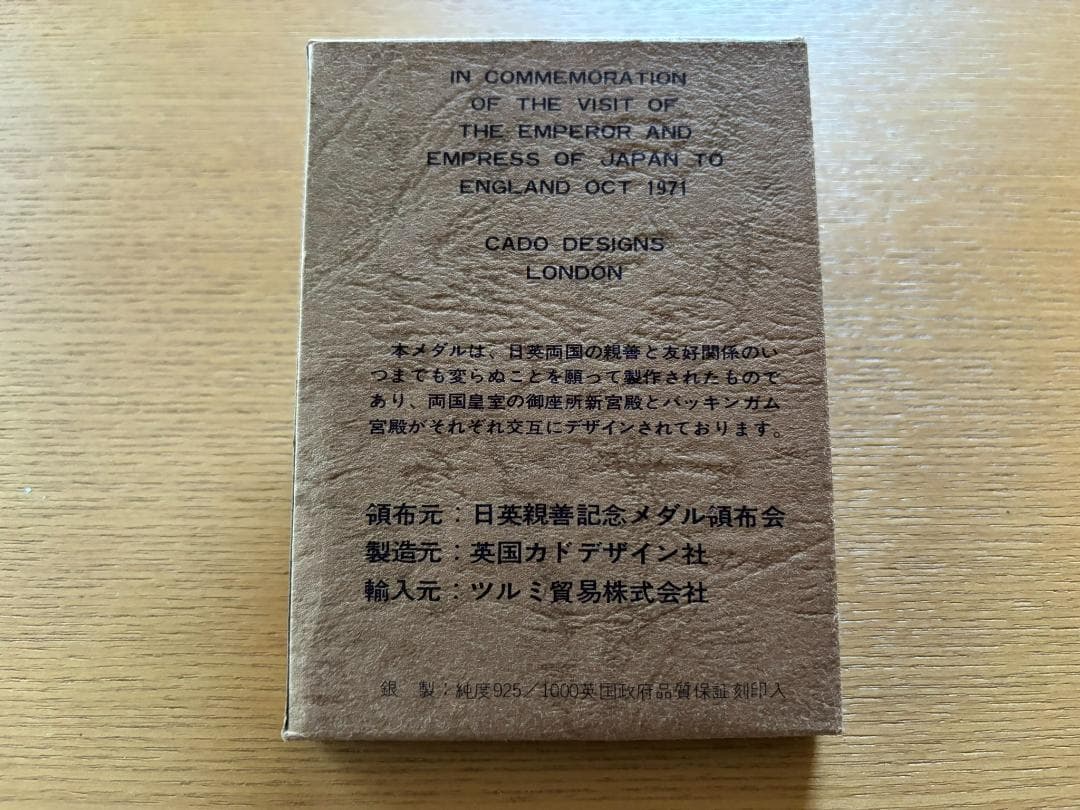 IN COMMEMORATION
OF THE VISIT OF
THE EMPEROR AND
EMPRESS OF JAPAN TO
ENGLAND OCT 1971
CADO DESIGNS
LONDON
本メダルは、日英両国の親善と友好関係のい
つまでも変らぬことを願って製作されたもので
あり、両国皇室の御座所新宮殿とバッキンガム
宮殿がそれぞれ交互にデザインされております。
領布元:日英親善記念メダル領布会
製造元:英国カドデザイン社
輸入元:ツルミ貿易株式会社
銀 製:純度925/1000英国政府品質保証刻印入